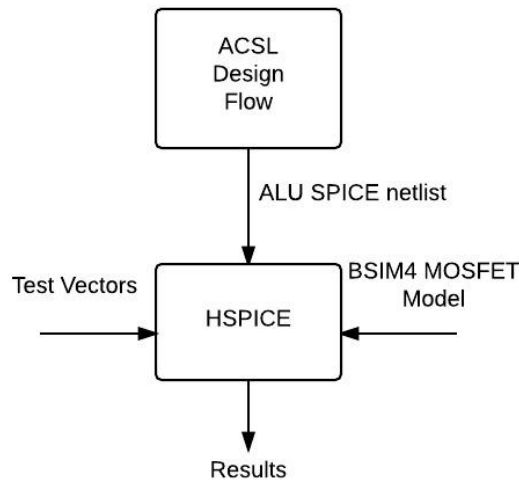 ACSL
Design
Flow
ALU SPICE netlist
Test Vectors
BSIM4 MOSFET
Model
HSPICE
Results